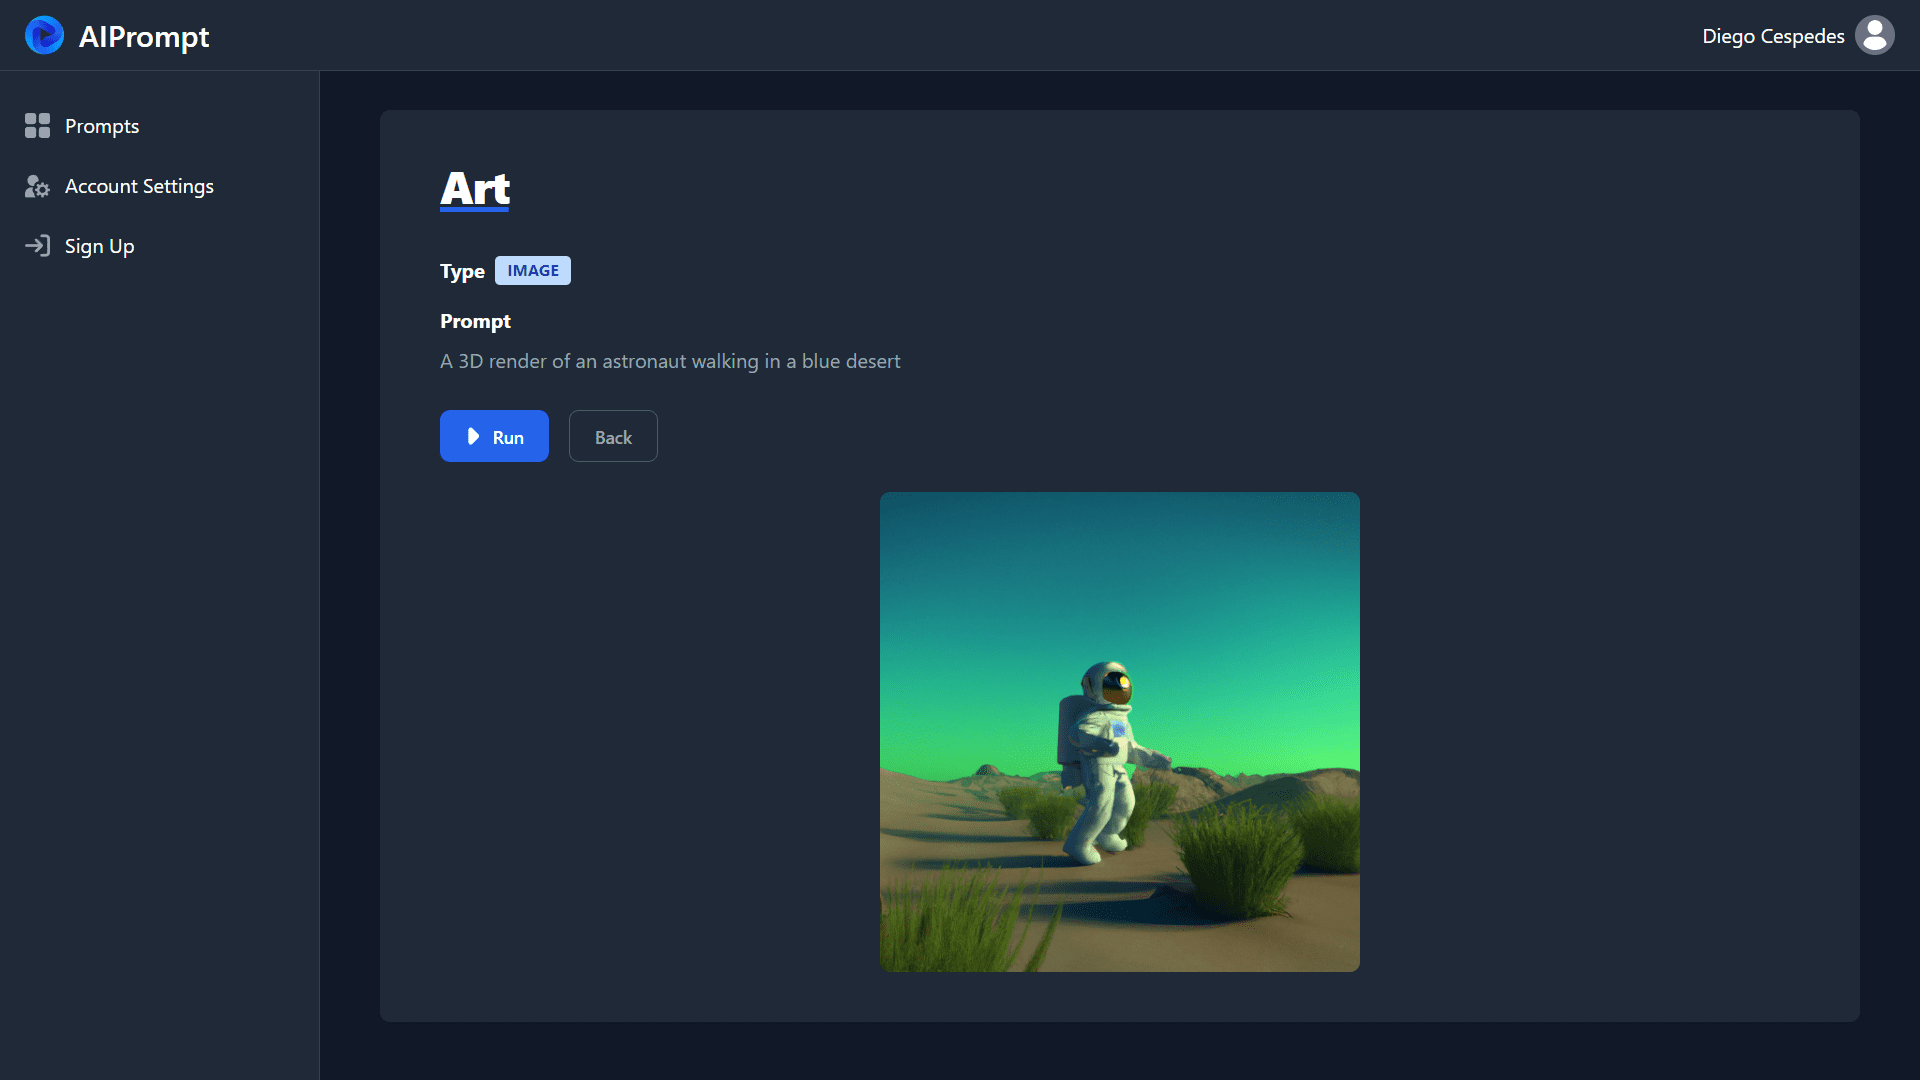 AIPrompt
Diego Cespedes
Prompts
Account Settings
Sign Up
Art
Type IMAGE
Prompt
A 3D render of an astronaut walking in a blue desert
Run Back